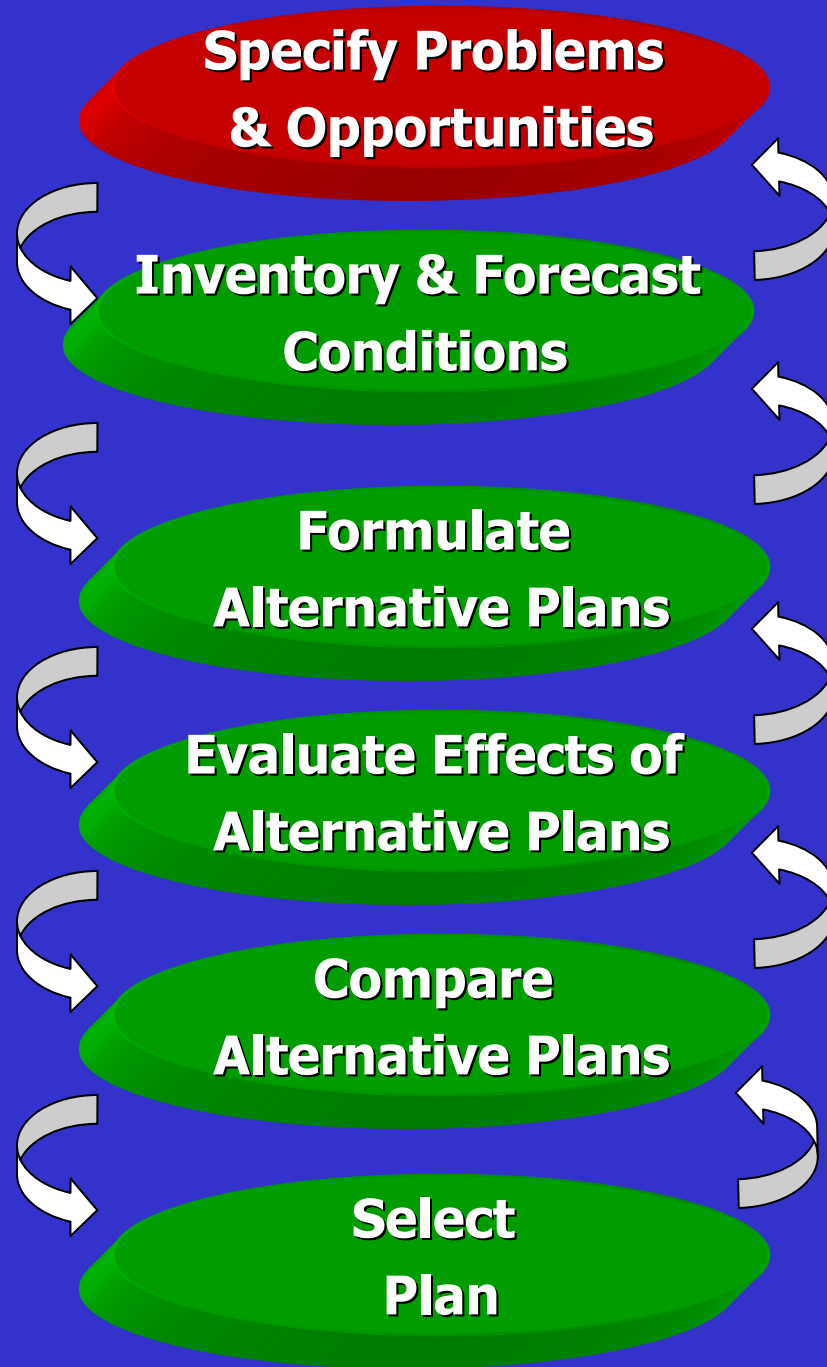 Specify Problems
& Opportunities
Inventory & Forecast
Conditions
Formulate
Alternative Plans
Evaluate Effects of
Alternative Plans
Compare
Alternative Plans
Select
Plan